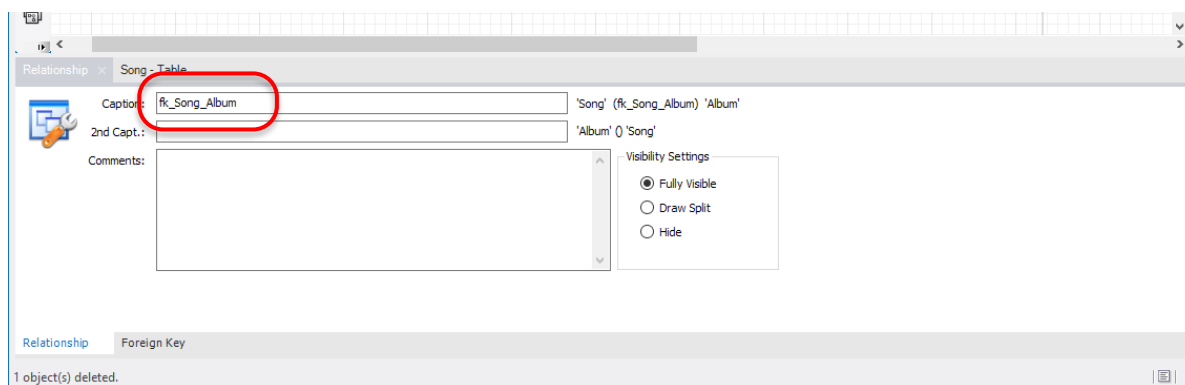 Relationship × Song - Table
Caption: fk_Song_Album 'Song' (fk_Song_Album) 'Album'
2nd Capt.: 'Album' () 'Song'
Comments: Visibility Settings
Fully Visible
Draw Split
Hide
Relationship Foreign Key
1 object(s) deleted.